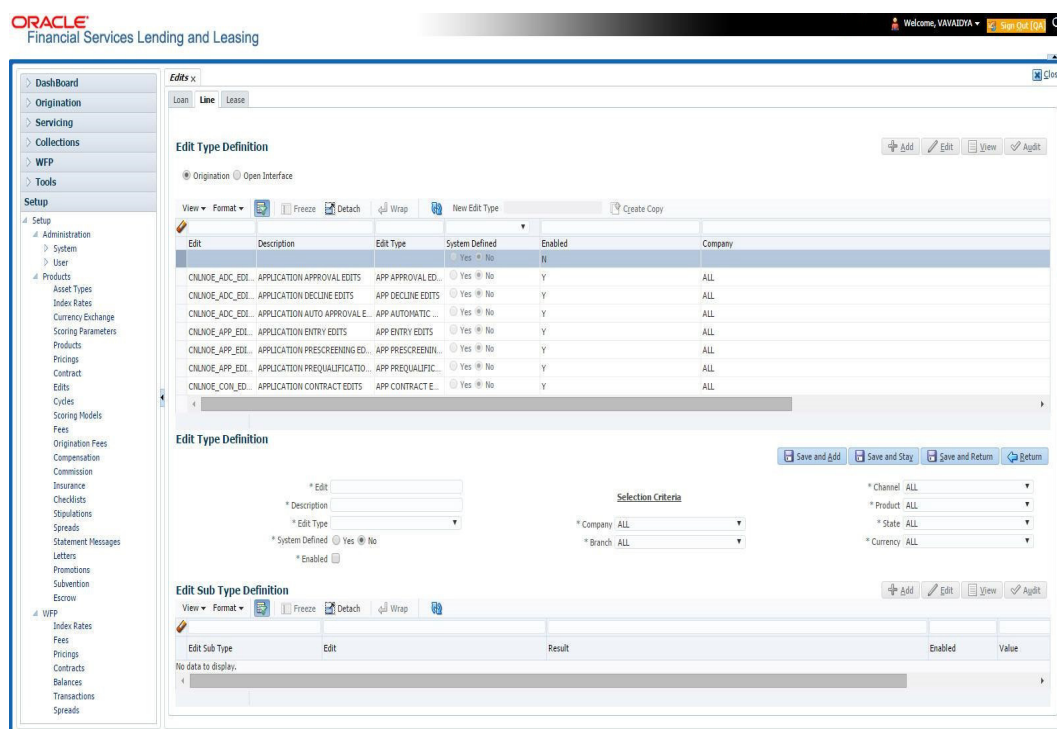 ORACLE'
Financial Services Lending and Leasing
Welcome, VAVAIDYA
Sign Out [QA]
DashBoard
Origination
Servicing
Collections
WFP
Tools
Setup
Setup
Administration
System
User
Products
Asset Types
Index Rates
Currency Exchange
Scoring Parameters
Products
Pricings
Contract
Edits
Cycles
Scoring Models
Fees
Origination Fees
Compensation
Commission
Insurance
Checklists
Stipulations
Spreads
Statement Messages
Letters
Promotions
Subvention
Escrow
WFP
Index Rates
Fees
Pricings
Contracts
Balances
Transactions
Spreads
Edits x
Clos
Loan Line Lease
Edit Type Definition
Add Edit View Audit
Origination Open Interface
View Format Freeze Detach Wrap New Edit Type Create Copy
Edit Description Edit Type System Defined Enabled Company
Yes No N
CNLNOE_ADC_EDI... APPLICATION APPROVAL EDITS APP APPROVAL ED... Yes No Y ALL
CNLNOE_ADC_EDI... APPLICATION DECLINE EDITS APP DECLINE EDITS Yes No Y ALL
CNLNOE_ADC_EDI... APPLICATION AUTO APPROVAL E... APP AUTOMATIC ... Yes No Y ALL
CNLNOE_APP_EDI... APPLICATION ENTRY EDITS APP ENTRY EDITS Yes No Y ALL
CNLNOE_APP_EDI... APPLICATION PRESCREENING ED... APP PRESCREENIN... Yes No Y ALL
CNLNOE_APP_EDI... APPLICATION PREQUALIFICATIO... APP PREQUALIFIC... Yes No Y ALL
CNLNOE_CON_ED... APPLICATION CONTRACT EDITS APP CONTRACT E... Yes No Y ALL
Edit Type Definition
Save and Add Save and Stay Save and Return Return
* Edit
* Description
* Edit Type
* System Defined Yes No
* Enabled
Selection Criteria
* Company ALL
* Branch ALL
* Channel ALL
* Product ALL
* State ALL
* Currency ALL
Edit Sub Type Definition
Add Edit View Audit
View Format Freeze Detach Wrap
Edit Sub Type Edit Result Enabled Value
No data to display.